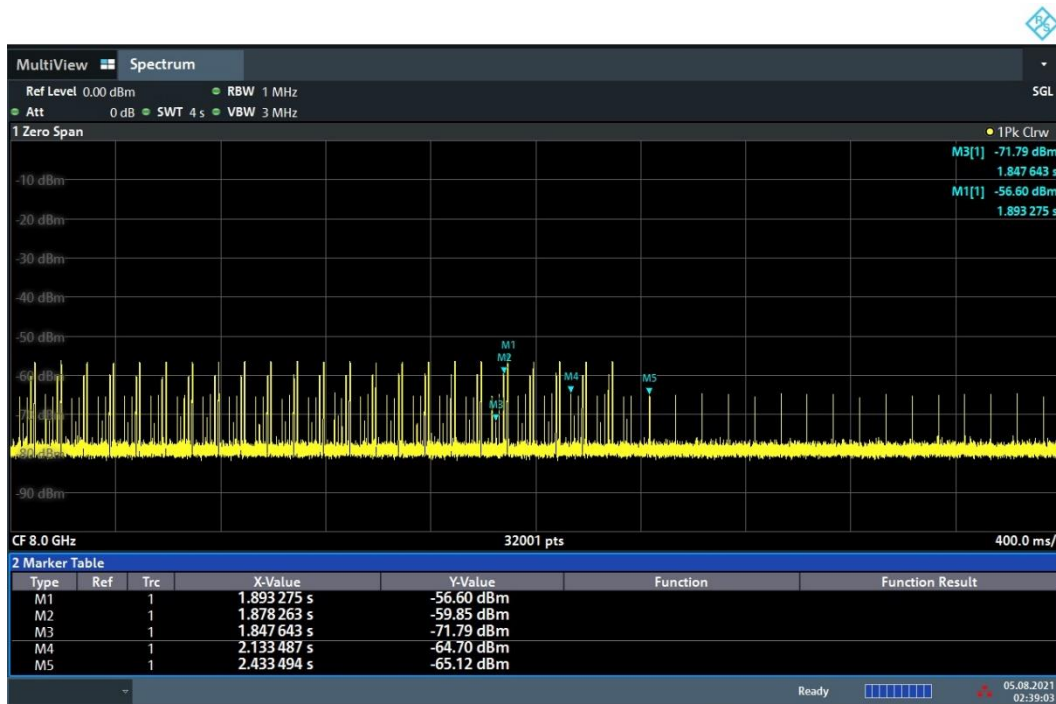 R&S
MultiView Spectrum
Ref Level 0.00 dBm RBW 1 MHz SGL
Att 0 dB SWT 4 s VBW 3 MHz
1 Zero Span 1Pk Clrw
M3[1] -71.79 dBm
1.847 643 s
-10 dBm
M1[1] -56.60 dBm
1.893 275 s
-20 dBm
-30 dBm
-40 dBm
-50 dBm
M1
M2
-60 dBm
M4 M5
M3
-70 dBm
-80 dBm
-90 dBm
CF 8.0 GHz 32001 pts 400.0 ms/
2 Marker Table
Type Ref Trc X-Value Y-Value Function Function Result
M1 1 1.893 275 s -56.60 dBm
M2 1 1.878 263 s -59.85 dBm
M3 1 1.847 643 s -71.79 dBm
M4 1 2.133 487 s -64.70 dBm
M5 1 2.433 494 s -65.12 dBm
Ready 05.08.2021
02:39:03